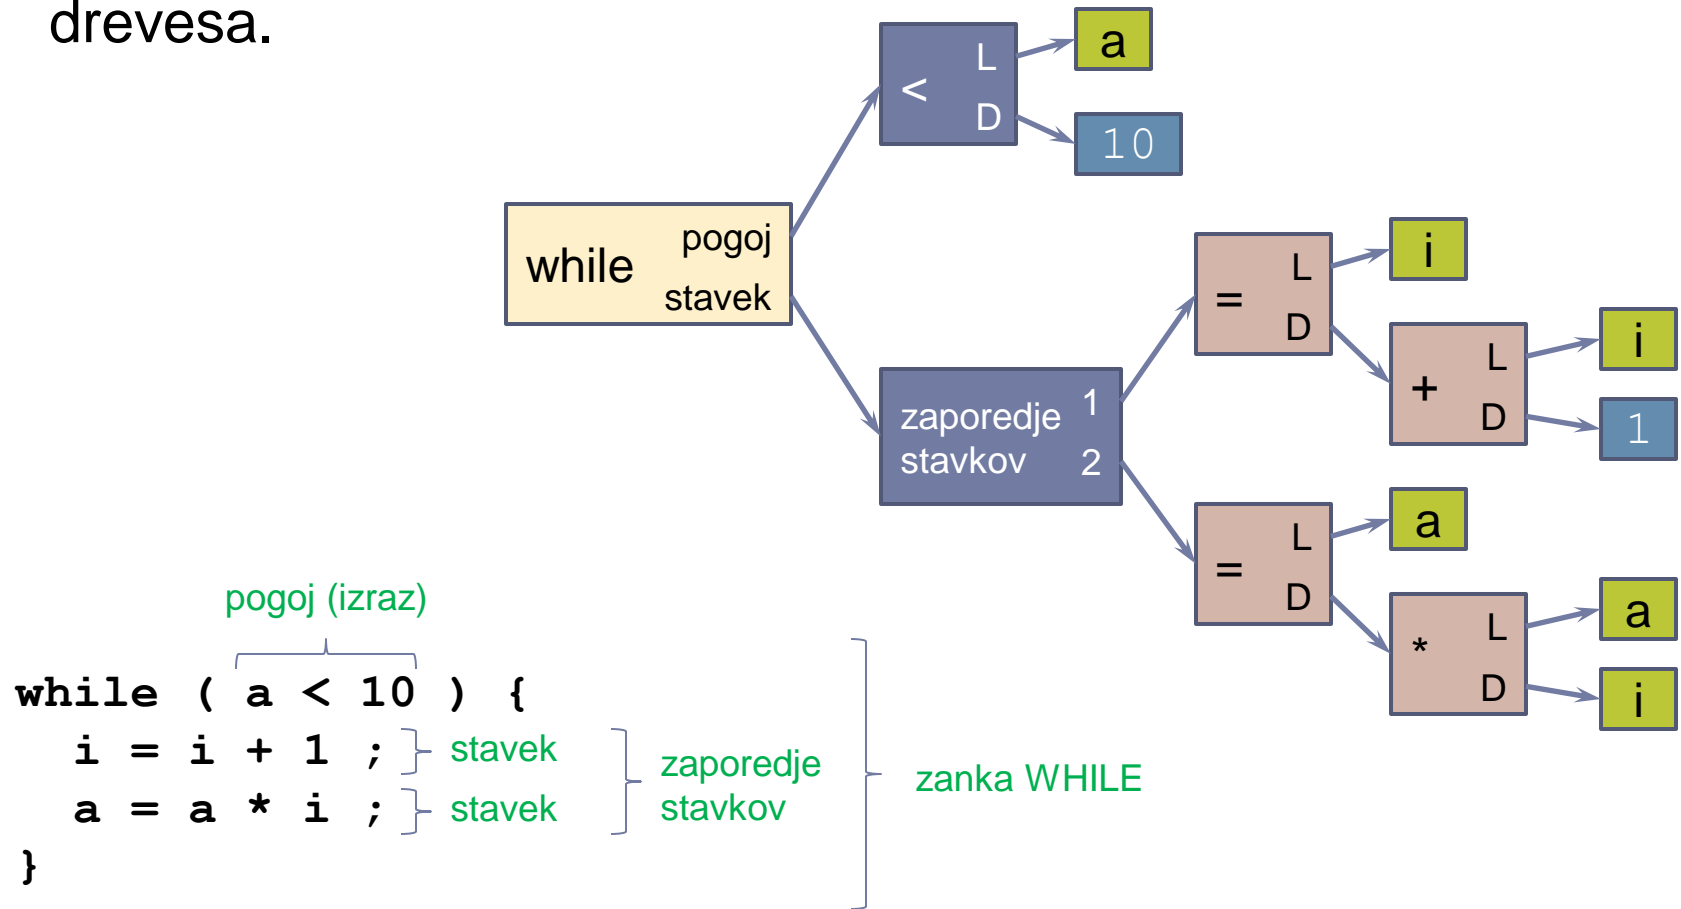 drevesa.
< L D
a
10
while pogoj
stavek
zaporedje 1
stavkov 2
= L D
i
+ L D
i
1
= L D
a
* L D
a
i
pogoj (izraz)
while ( a < 10 ) {
i = i + 1 ; stavek
a = a * i ; stavek
}
zaporedje
stavkov
zanka WHILE